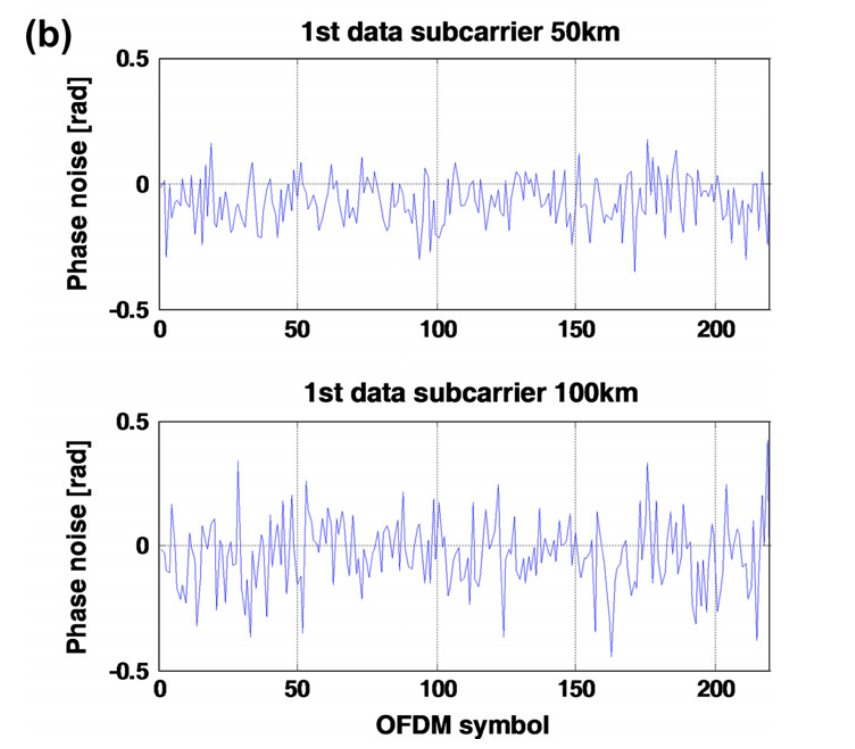 (b)
1st data subcarrier 50km
Phase noise [rad]
0.5
0
-0.5
0 50 100 150 200
1st data subcarrier 100km
Phase noise [rad]
0.5
0
-0.5
0 50 100 150 200
OFDM symbol